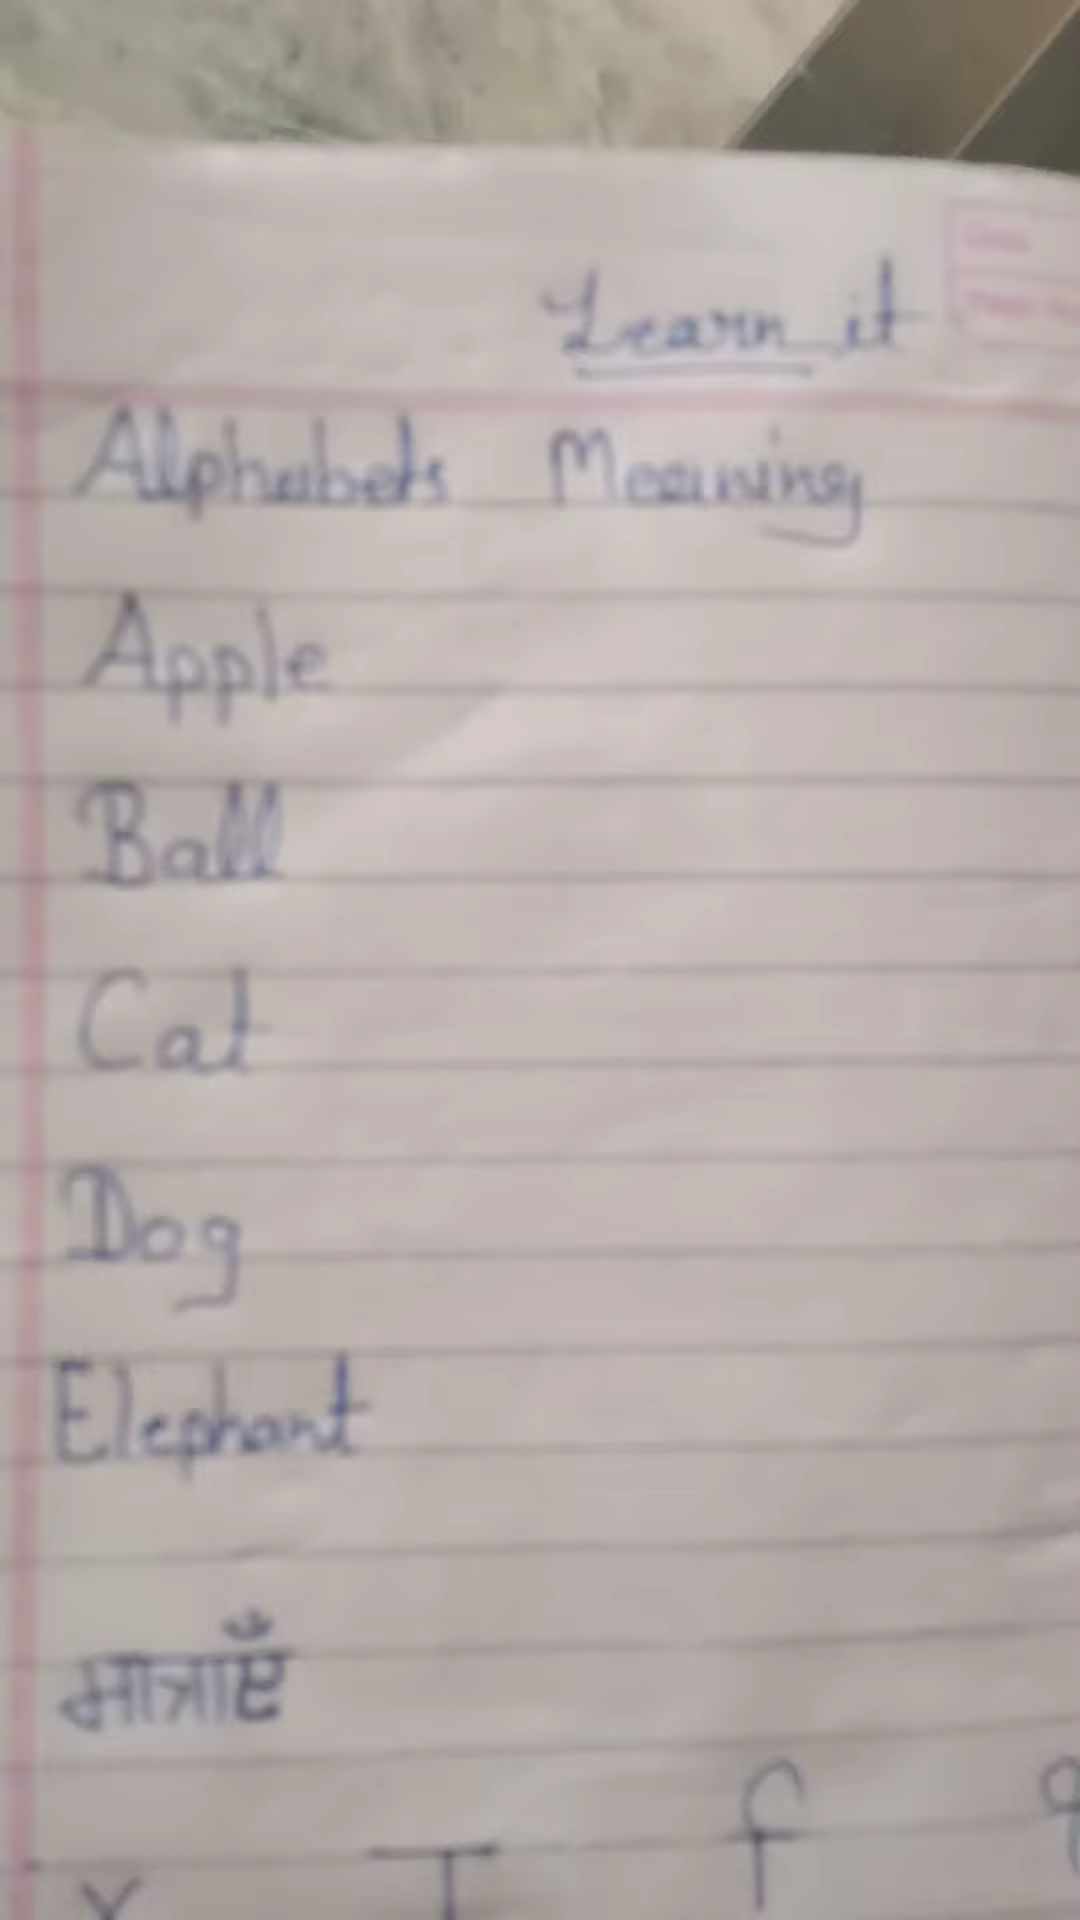 Learn it
Alphabets Meaning
Apple
Ball
Cat
Dog
Elephant
मात्राएँ